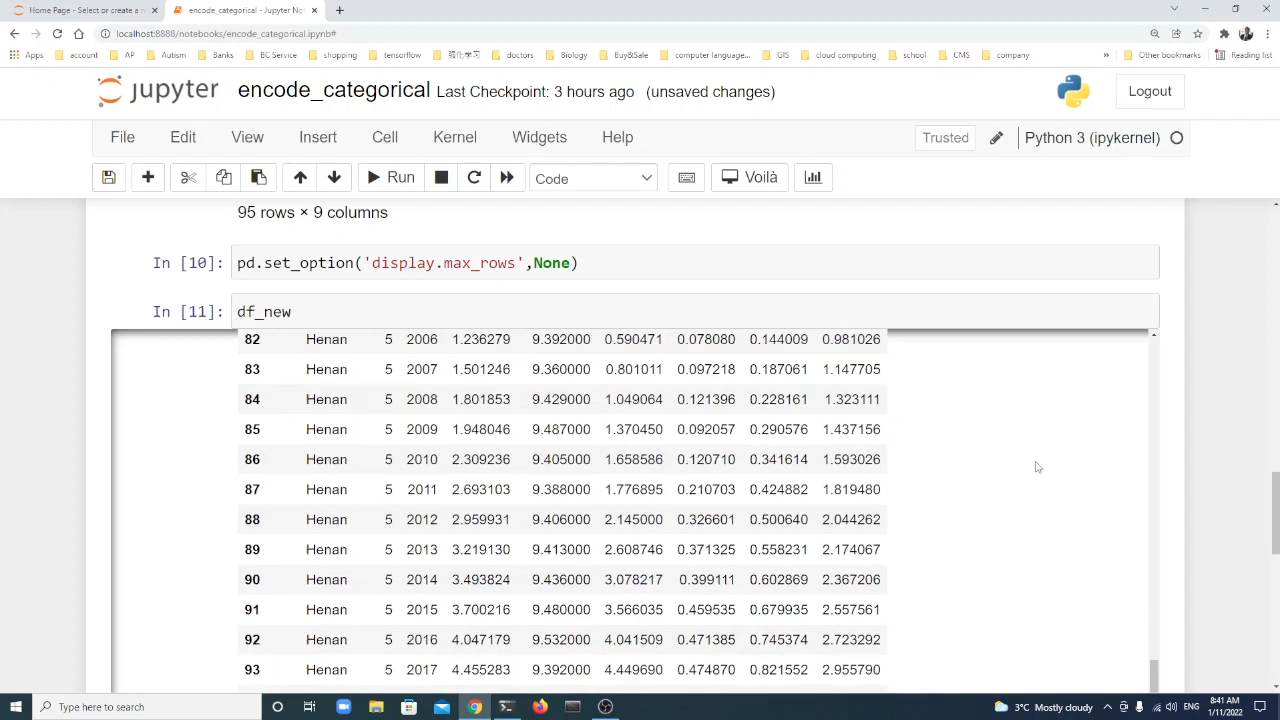 Home Page - Select or create a n
encode_categorical - Jupyter Not
localhost:8888/notebooks/encode_categorical.ipynb#
Apps account AP Autism Banks BC Service shopping tensorflow 强化学习 doctors Biology Buy&Sale computer language... GIS cloud computing school CMS company » Other bookmarks Reading list
jupyter encode_categorical Last Checkpoint: 3 hours ago (unsaved changes) Logout
File Edit View Insert Cell Kernel Widgets Help Trusted Python 3 (ipykernel)
Run Code Voilà
95 rows × 9 columns
In [10]: pd.set_option('display.max_rows',None)
In [11]: df_new
82 Henan 5 2006 1.236279 9.392000 0.590471 0.078080 0.144009 0.981026
83 Henan 5 2007 1.501246 9.360000 0.801011 0.097218 0.187061 1.147705
84 Henan 5 2008 1.801853 9.429000 1.049064 0.121396 0.228161 1.323111
85 Henan 5 2009 1.948046 9.487000 1.370450 0.092057 0.290576 1.437156
86 Henan 5 2010 2.309236 9.405000 1.658586 0.120710 0.341614 1.593026
87 Henan 5 2011 2.693103 9.388000 1.776895 0.210703 0.424882 1.819480
88 Henan 5 2012 2.959931 9.406000 2.145000 0.326601 0.500640 2.044262
89 Henan 5 2013 3.219130 9.413000 2.608746 0.371325 0.558231 2.174067
90 Henan 5 2014 3.493824 9.436000 3.078217 0.399111 0.602869 2.367206
91 Henan 5 2015 3.700216 9.480000 3.566035 0.459535 0.679935 2.557561
92 Henan 5 2016 4.047179 9.532000 4.041509 0.471385 0.745374 2.723292
93 Henan 5 2017 4.455283 9.392000 4.449690 0.474870 0.821552 2.955790
Type here to search
3°C Mostly cloudy
ENG
8:41 AM
1/11/2022